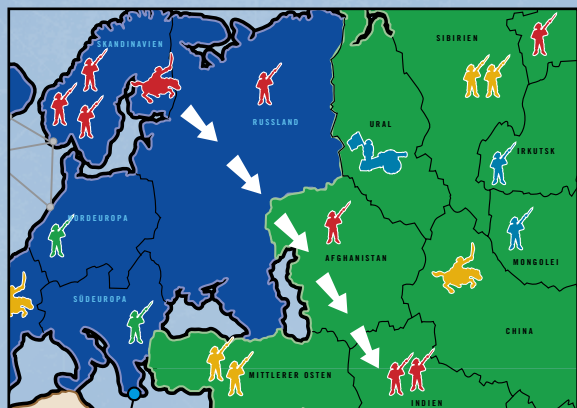 SKANDINAVIEN
SIBIRIEN
RUSSLAND
URAL
IRKUTSK
NORDEUROPA
AFGHANISTAN
MONGOLEI
SÜDEUROPA
CHINA
MITTLERER OSTEN
INDIEN